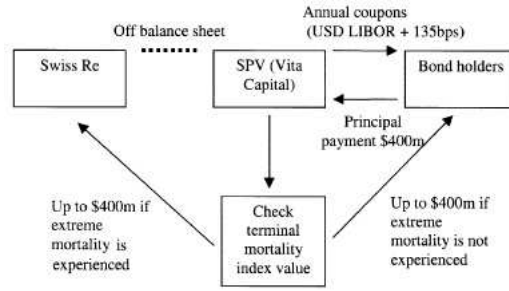 Off balance sheet
Annual coupons
(USD LIBOR + 135bps)
Swiss Re
SPV (Vita
Capital)
Bond holders
Principal
payment $400m
Up to $400m if
extreme
mortality is
experienced
Check
terminal
mortality
index value
Up to $400m if
extreme
mortality is not
experienced